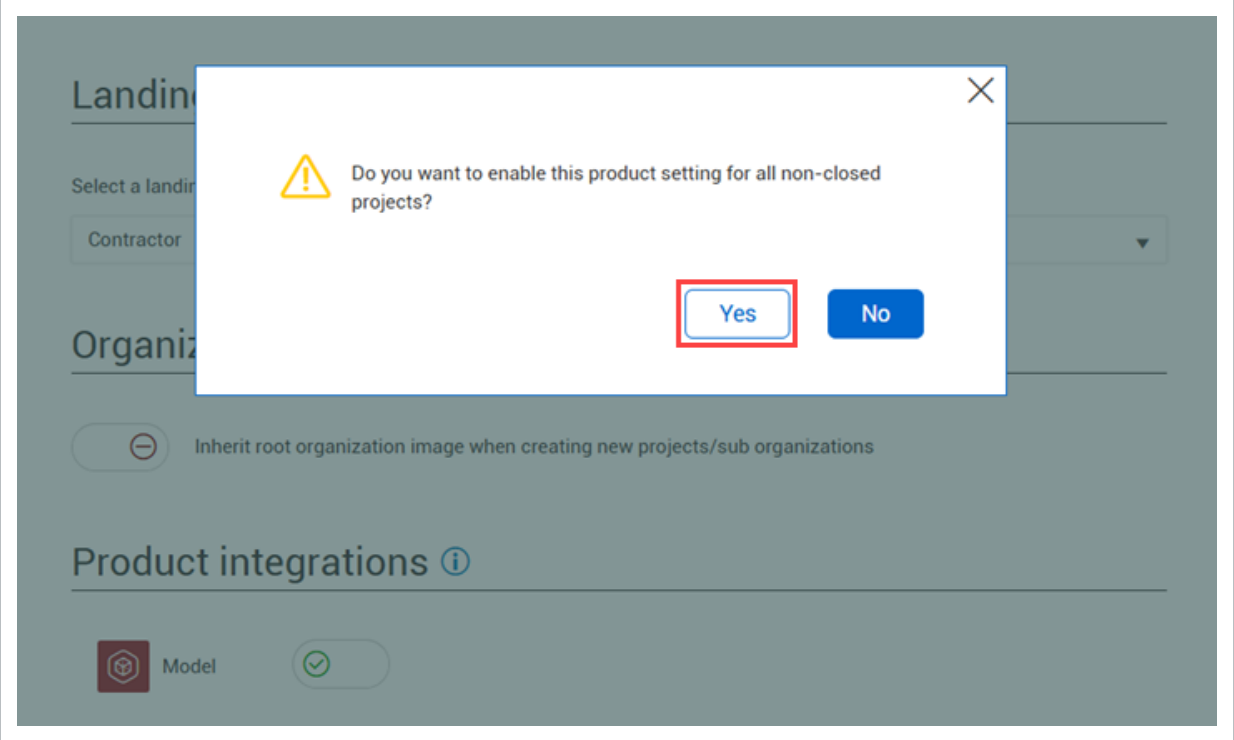 Landin
Do you want to enable this product setting for all non-closed
projects?
Select a landin
Contractor
Yes
No
Organiz
Inherit root organization image when creating new projects/sub organizations
Product integrations
Model